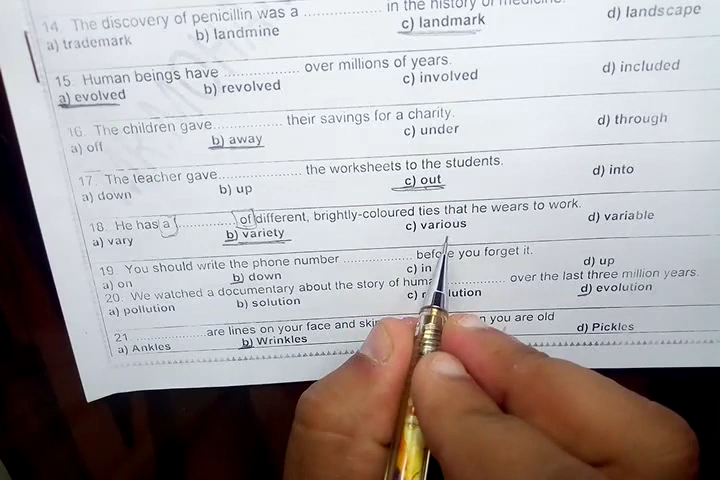 14. The discovery of penicillin was a ................ in the history of medicine.
a) trademark b) landmine c) landmark d) landscape
15. Human beings have ................... over millions of years.
a) evolved b) revolved c) involved d) included
16. The children gave.................. their savings for a charity.
a) off b) away c) under d) through
17. The teacher gave..................... the worksheets to the students.
a) down b) up c) out d) into
18. He has a ............... of different, brightly-coloured ties that he wears to work.
a) vary b) variety c) various d) variable
19. You should write the phone number .................. before you forget it.
a) on b) down c) in d) up
20. We watched a documentary about the story of huma ............... over the last three million years.
a) pollution b) solution c) lution d) evolution
21 .................. are lines on your face and you are old
a) Ankles b) Wrinkles d) Pickles